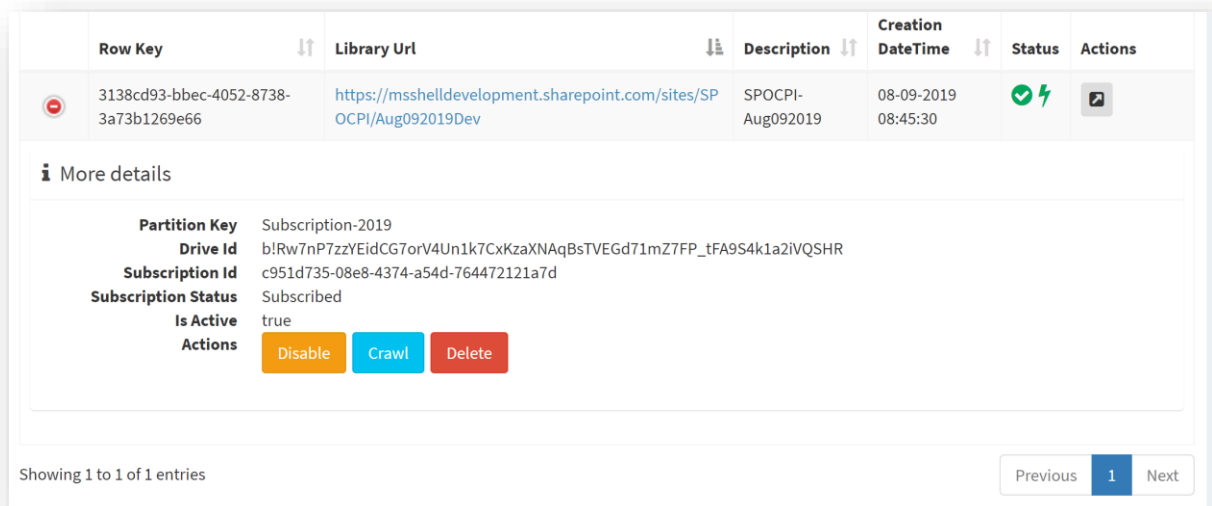 Row Key Library Url Description Creation DateTime Status Actions
3138cd93-bbec-4052-8738-
3a73b1269e66
https://msshelldevelopment.sharepoint.com/sites/SP
OCPI/Aug092019Dev
SPOCPI-
Aug092019
08-09-2019
08:45:30
More details
Partition Key Subscription-2019
Drive Id b!Rw7nP7zzYEidCG7orV4Un1k7CxKzaXNAqBsTVEGd71mZ7FP_tFA9S4k1a2iVQSHR
Subscription Id c951d735-08e8-4374-a54d-764472121a7d
Subscription Status Subscribed
Is Active true
Actions Disable Crawl Delete
Showing 1 to 1 of 1 entries Previous 1 Next